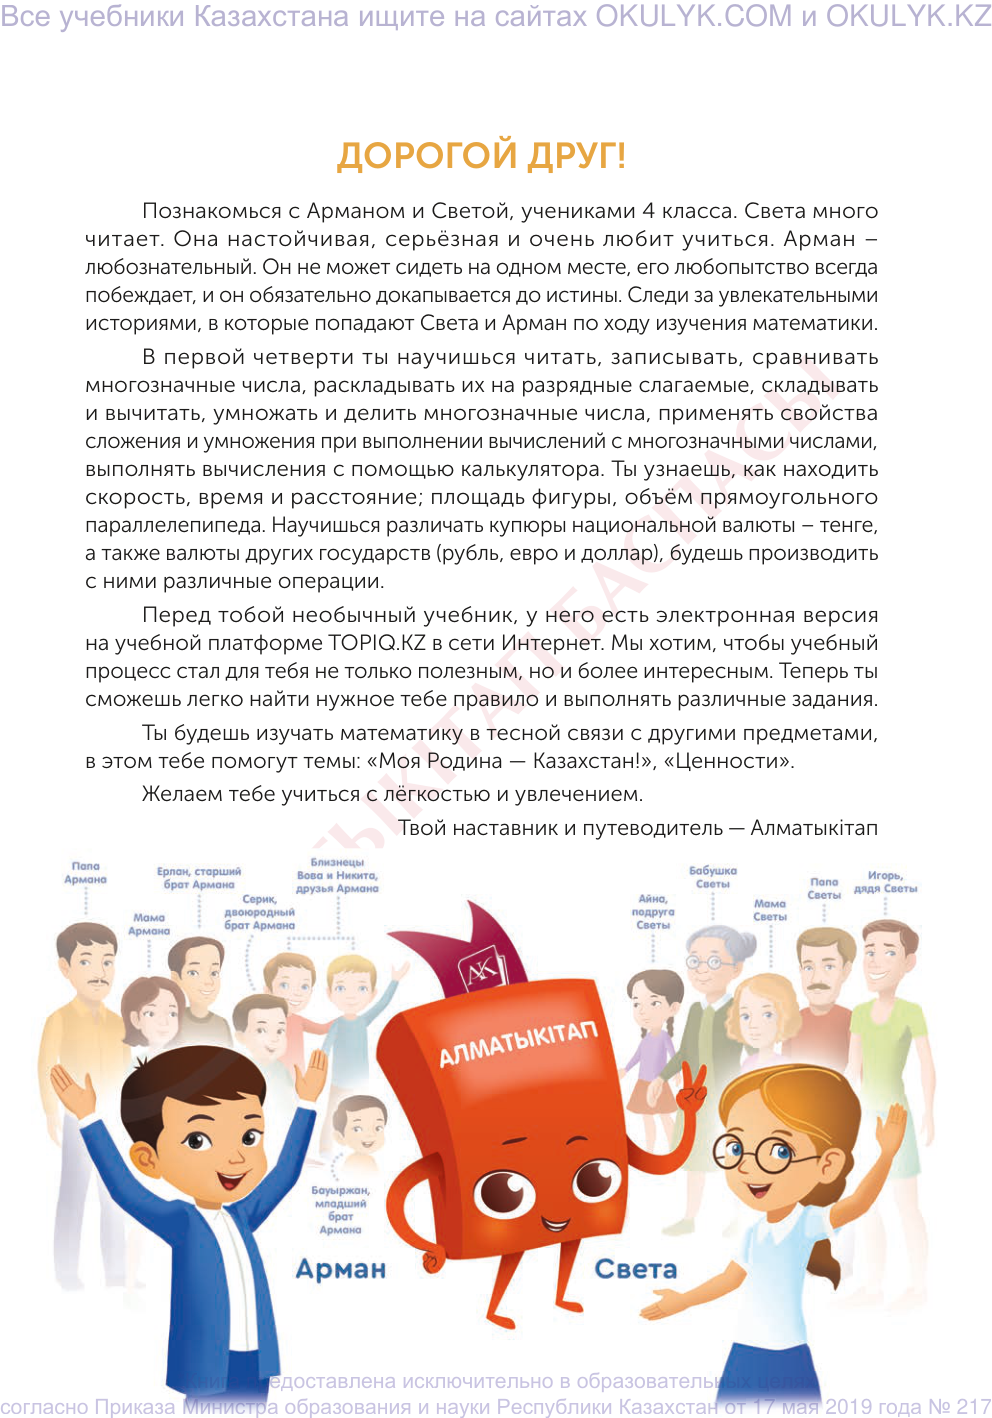 Все учебники Казахстана ищите на сайтах OKULYK.COM и OKULYK.KZ
ДОРОГОЙ ДРУГ!
Познакомься с Арманом и Светой, учениками 4 класса. Света много
читает. Она настойчивая, серьёзная и очень любит учиться. Арман –
любознательный. Он не может сидеть на одном месте, его любопытство всегда
побеждает, и он обязательно докапывается до истины. Следи за увлекательными
историями, в которые попадают Света и Арман по ходу изучения математики.
В первой четверти ты научишься читать, записывать, сравнивать
многозначные числа, раскладывать их на разрядные слагаемые, складывать
и вычитать, умножать и делить многозначные числа, применять свойства
сложения и умножения при выполнении вычислений с многозначными числами,
выполнять вычисления с помощью калькулятора. Ты узнаешь, как находить
скорость, время и расстояние; площадь фигуры, объём прямоугольного
параллелепипеда. Научишься различать купюры национальной валюты – тенге,
а также валюты других государств (рубль, евро и доллар), будешь производить
с ними различные операции.
Перед тобой необычный учебник, у него есть электронная версия
на учебной платформе TOPIQ.KZ в сети Интернет. Мы хотим, чтобы учебный
процесс стал для тебя не только полезным, но и более интересным. Теперь ты
сможешь легко найти нужное тебе правило и выполнять различные задания.
Ты будешь изучать математику в тесной связи с другими предметами,
в этом тебе помогут темы: «Моя Родина — Казахстан!», «Ценности».
Желаем тебе учиться с лёгкостью и увлечением.
Твой наставник и путеводитель — Алматыкітап
Папа
Армана
Мама
Армана
Ерлан, старший
брат Армана
Серик,
двоюродный
брат Армана
Близнецы
Вова и Никита,
друзья Армана
Айна,
подруга
Светы
Бабушка
Светы
Мама
Светы
Папа
Светы
Игорь,
дядя Светы
АК
АЛМАТЫКІТАП
Бауыржан,
младший
брат
Армана
Арман
Света
предоставлена исключительно в образовательных целях
согласно Приказа Министра образования и науки Республики Казахстан от 17 мая 2019 года № 217